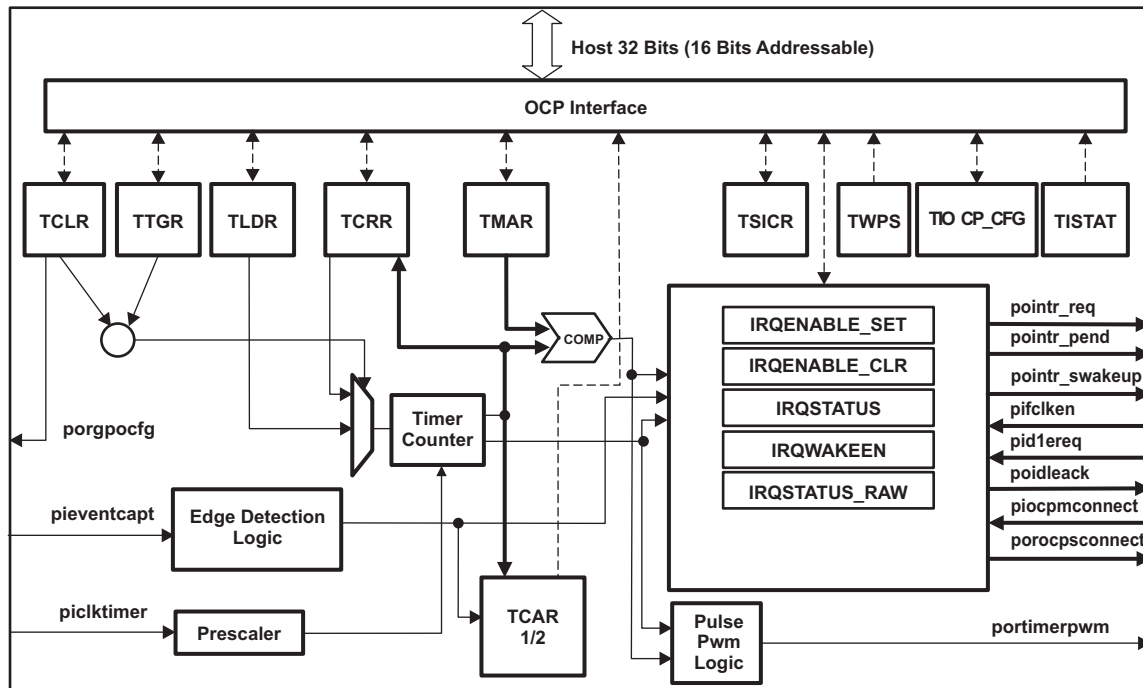 Host 32 Bits (16 Bits Addressable)
OCP Interface
TCLR
TTGR
TLDR
TCRR
TMAR
TSICR
TWPS
TIO CP_CFG
TISTAT
COMP
IRQENABLE_SET
IRQENABLE_CLR
IRQSTATUS
IRQWAKEEN
IRQSTATUS_RAW
pointr_req
pointr_pend
pointr_swakeup
pifclken
pid1ereq
poidleack
piocpmconnect
porocpsconnect
porgpocfg
Timer
Counter
pieventcapt
Edge Detection
Logic
piclktimer
Prescaler
TCAR
1/2
Pulse
Pwm
Logic
portimerpwm